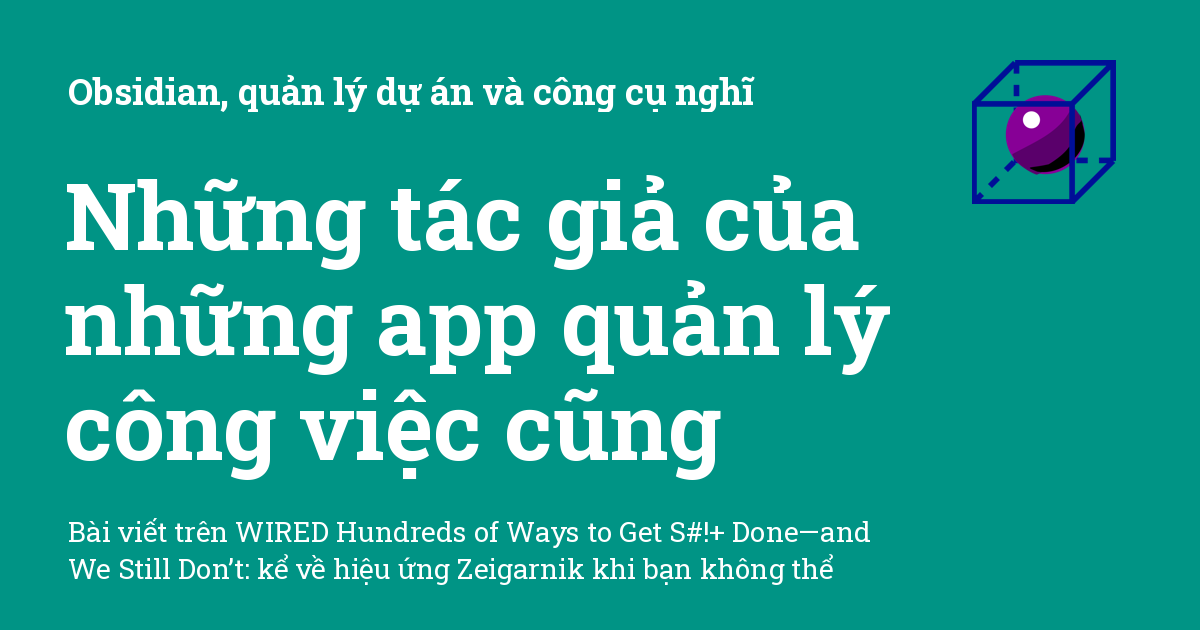 Obsidian, quản lý dự án và công cụ nghĩ
Những tác giả của
những app quản lý
công việc cũng
Bài viết trên WIRED Hundreds of Ways to Get S#!+ Done—and
We Still Don’t: kể về hiệu ứng Zeigarnik khi bạn không thể